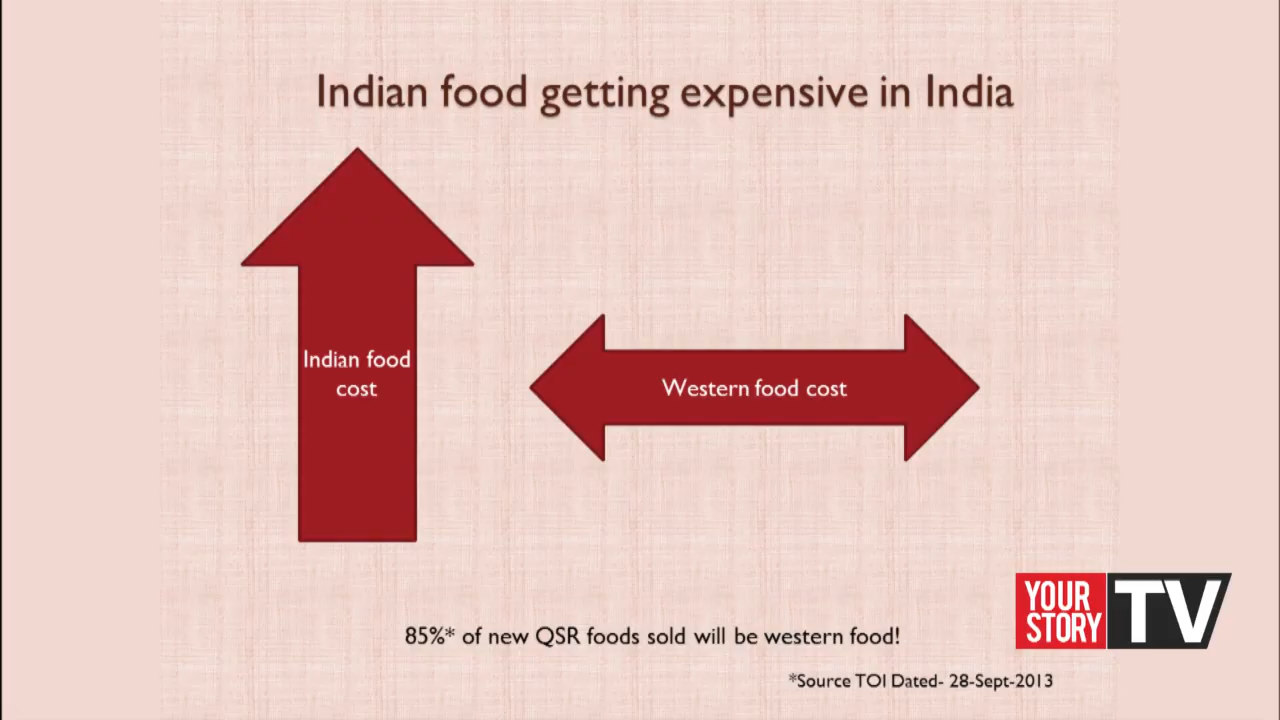 Indian food getting expensive in India
Indian food
cost
Western food cost
85%* of new QSR foods sold will be western food!
*Source TOI Dated- 28-Sept-2013
YOUR
STORY
TV